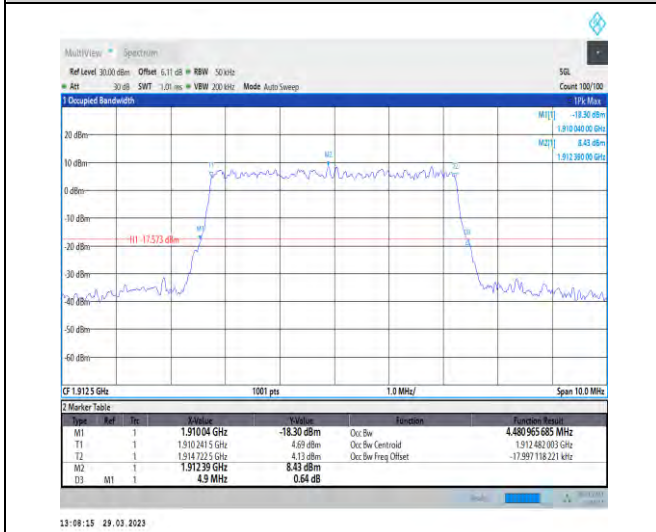 MultiView Spectrum
Ref Level 30.00 dBm Offset 6.11 dB RBW 50 kHz SGL
Att 30 dB SWT 1.01 ms VBW 200 kHz Mode Auto Sweep Count 100/100
1 Occupied Bandwidth 1Pk Max
M1[1] -18.30 dBm
1.910 040 00 GHz
M2[1] 8.43 dBm
1.912 390 00 GHz
20 dBm
10 dBm
0 dBm
-10 dBm
-20 dBm
-30 dBm
-40 dBm
-50 dBm
-60 dBm
M2
M1
H1 -17.573 dBm
CF 1.912 5 GHz 1001 pts 1.0 MHz/ Span 10.0 MHz
2 Marker Table
Type Ref Trc X-Value Y-Value Function Function Result
M1 1 1.91004 GHz -18.30 dBm Occ Bw 4.480 965 685 MHz
T1 1 1.910 241 5 GHz 4.69 dBm Occ Bw Centroid 1.912 482 003 GHz
T2 1 1.914 722 5 GHz 4.13 dBm Occ Bw Freq Offset -17.997 118 221 kHz
M2 1 1.912 39 GHz 8.43 dBm
D3 M1 1 4.9 MHz 0.64 dB
13:08:15 29.03.2023